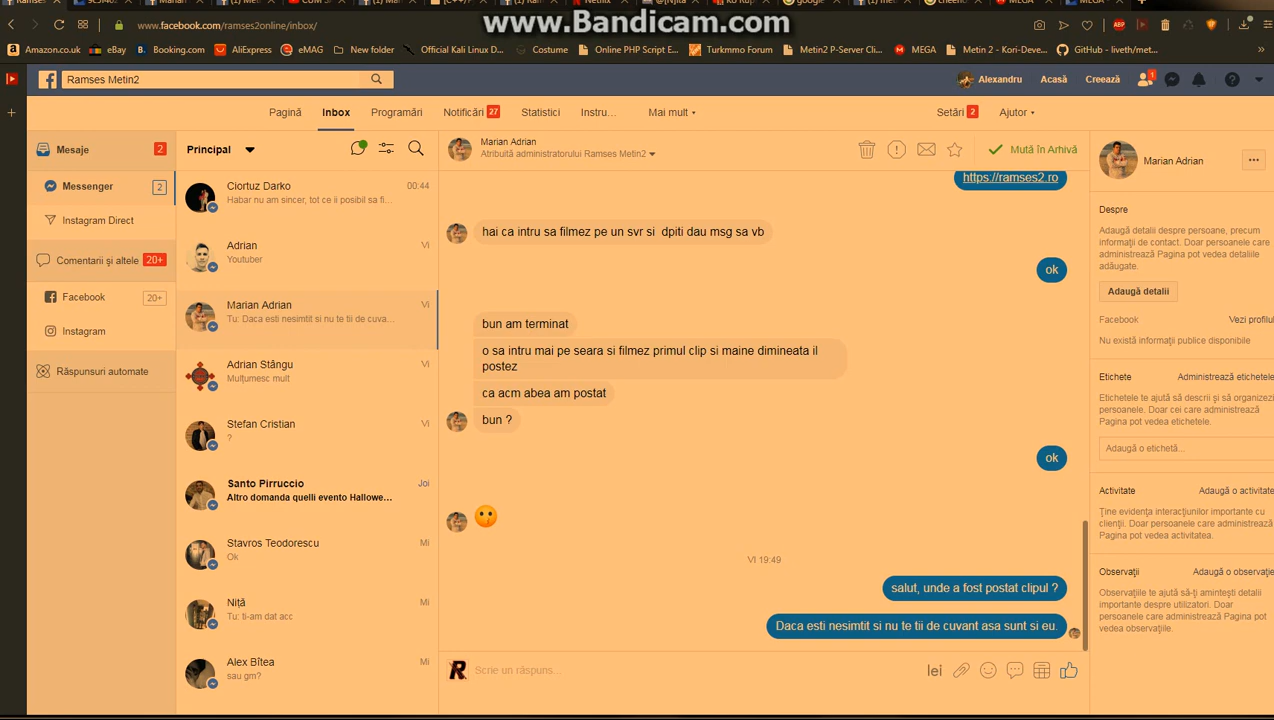 www.Bandicam.com
www.facebook.com/ramses2online/inbox/
Amazon.co.uk eBay Booking.com AliExpress eMAG New folder Official Kali Linux D... Costume Online PHP Script E... Turkmmo Forum Metin2 P-Server Cli... MEGA Metin 2 - Kori-Deve... GitHub - liveth/met...
Ramses Metin2
Alexandru Acasă Creează 1
Pagină Inbox Programări Notificări 27 Statistici Instru... Mai mult Setări 2 Ajutor
Mesaje 2
Messenger 2
Instagram Direct
Comentarii și altele 20+
Facebook 20+
Instagram
Răspunsuri automate
Principal
Ciortuz Darko 00:44
Habar nu am sincer, tot ce ii posibil sa fi...
Adrian Vi
Youtuber
Marian Adrian Vi
Tu: Daca esti nesimtit si nu te tii de cuva...
Adrian Stângu Vi
Mulțumesc mult
Stefan Cristian Vi
?
Santo Pirruccio Joi
Altro domanda quelli evento Hallowe...
Stavros Teodorescu Mi
Ok
Niță Mi
Tu: ti-am dat acc
Alex Bîtea Mi
sau gm?
Marian Adrian
Atribuită administratorului Ramses Metin2
Mută în Arhivă
https://ramses2.ro
hai ca intru sa filmez pe un svr si dpiti dau msg sa vb
ok
bun am terminat
o sa intru mai pe seara si filmez primul clip si maine dimineata il
postez
ca acm abea am postat
bun ?
ok
VI 19:49
salut, unde a fost postat clipul ?
Daca esti nesimtit si nu te tii de cuvant asa sunt si eu.
R Scrie un răspuns... lei
Marian Adrian
Despre
Adaugă detalii despre persoane, precum
informații de contact. Doar persoanele care
administrează Pagina pot vedea detaliile
adăugate.
Adaugă detalii
Facebook Vezi profilul
Nu există informații publice disponibile
Etichete Administrează etichetele
Etichetele te ajută să descrii și să organizezi
persoanele. Doar cei care administrează
Pagina pot vedea etichetele.
Adaugă o etichetă...
Activitate Adaugă o activitate
Ține evidența interacțiunilor importante cu
clienții. Doar persoanele care administrează
Pagina pot vedea activitatea.
Observații Adaugă o observație
Observațiile te ajută să-ți amintești detalii
importante despre utilizatori. Doar
persoanele care administrează Pagina pot
vedea observațiile.